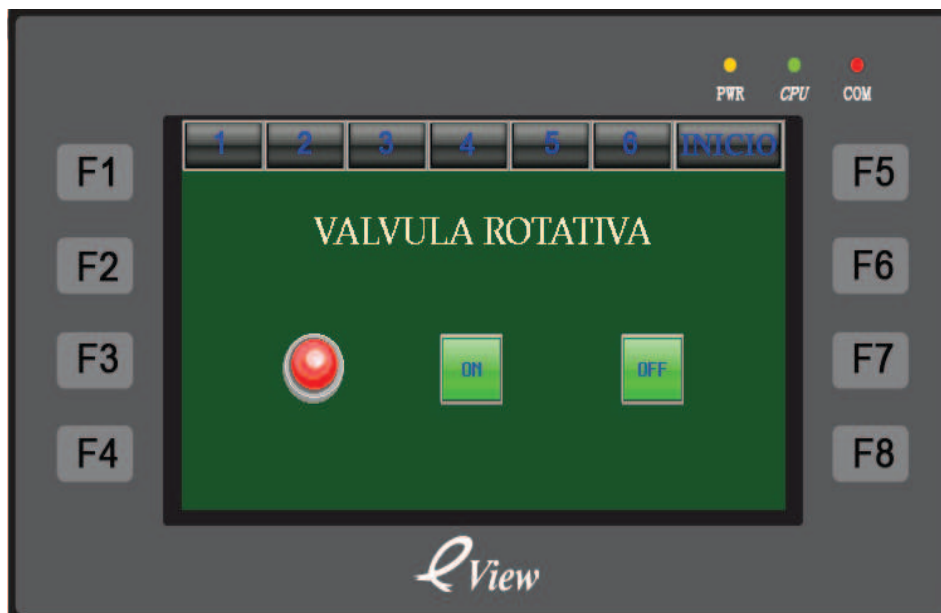 PWR CPU COM
1 2 3 4 5 6 INICIO
F1
F2
F3
F4
VALVULA ROTATIVA
ON OFF
F5
F6
F7
F8
eView